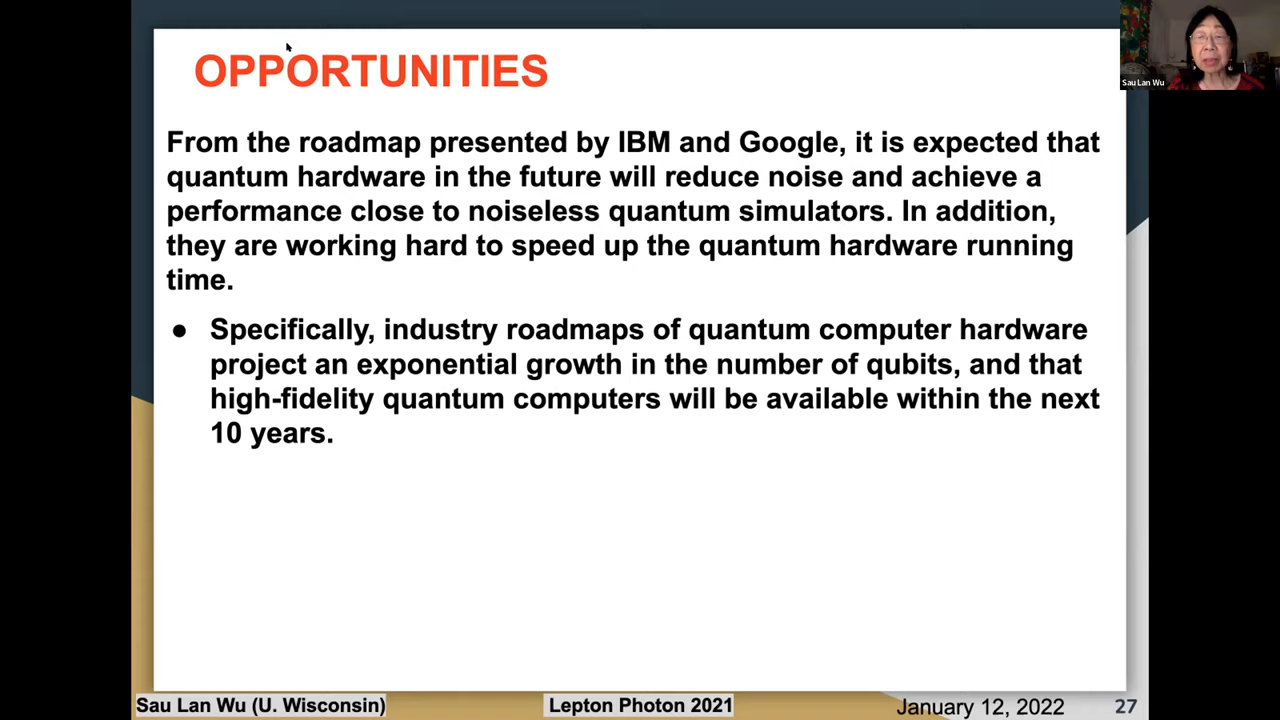 OPPORTUNITIES
Sau Lan Wu
From the roadmap presented by IBM and Google, it is expected that
quantum hardware in the future will reduce noise and achieve a
performance close to noiseless quantum simulators. In addition,
they are working hard to speed up the quantum hardware running
time.
● Specifically, industry roadmaps of quantum computer hardware
project an exponential growth in the number of qubits, and that
high-fidelity quantum computers will be available within the next
10 years.
Sau Lan Wu (U. Wisconsin) Lepton Photon 2021 January 12, 2022 27